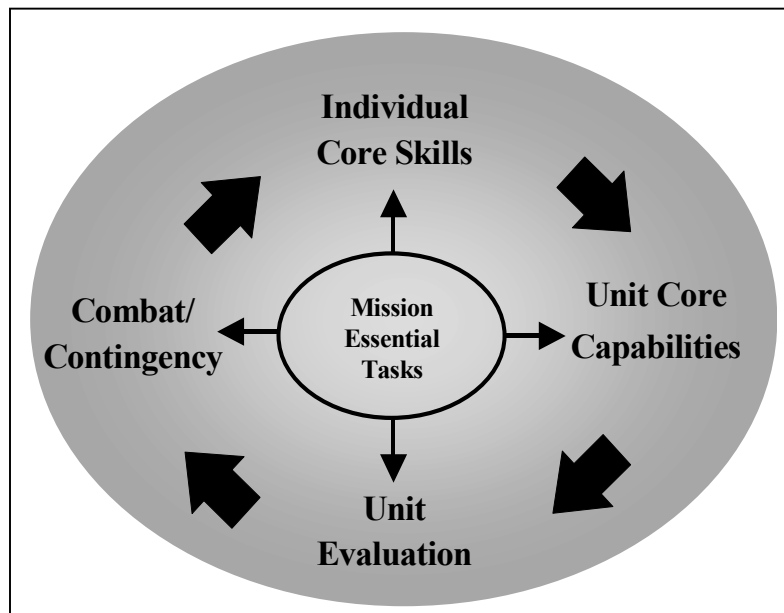 Individual
Core Skills
Combat/
Contingency
Mission
Essential
Tasks
Unit Core
Capabilities
Unit
Evaluation